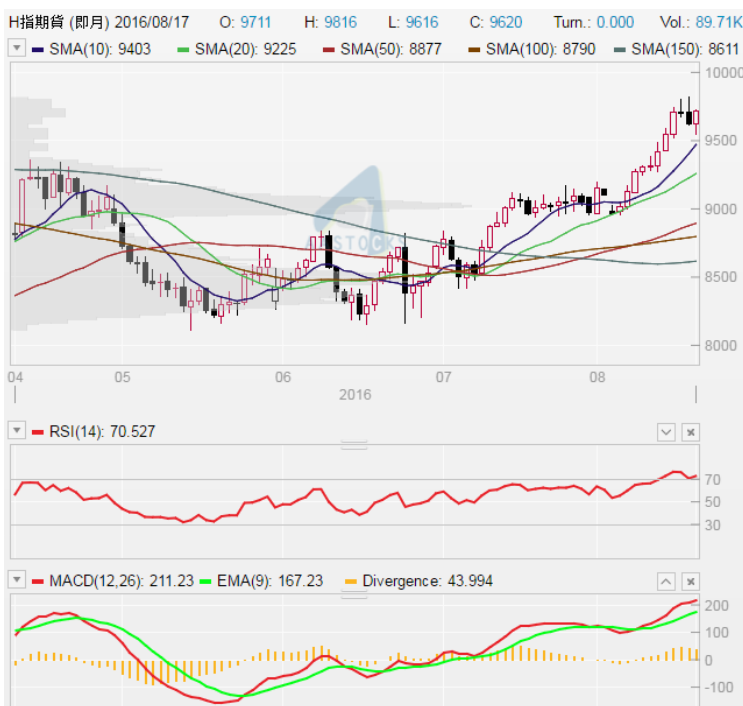 H指期貨 (即月) 2016/08/17 O: 9711 H: 9816 L: 9616 C: 9620 Turn.: 0.000 Vol.: 89.71K
SMA(10): 9403 SMA(20): 9225 SMA(50): 8877 SMA(100): 8790 SMA(150): 8611
10000
9500
9000
8500
8000
04 05 06 07 08
2016
RSI(14): 70.527
70
50
30
MACD(12,26): 211.23 EMA(9): 167.23 Divergence: 43.994
200
100
0
-100